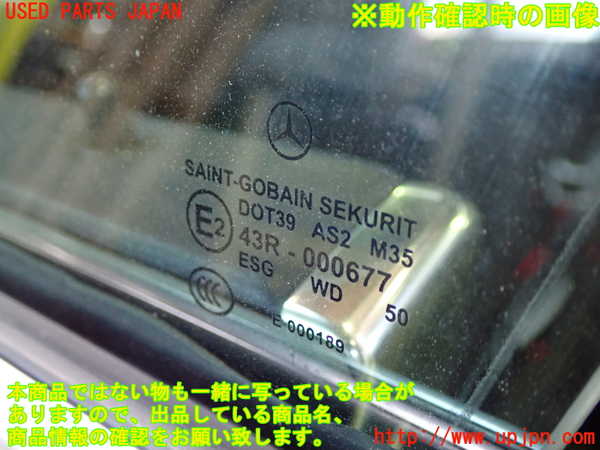 USED PARTS JAPAN
※動作確認時の画像
SAINT-GOBAIN SEKURIT
E2
DOT39 AS2 M35
43R - 000677
ESG WD 50
CCC
E 000189
本商品ではない物も一緒に写っている場合が
ありますので、出品している商品名、
商品情報の確認をお願い致します。
http://www.upjpn.com